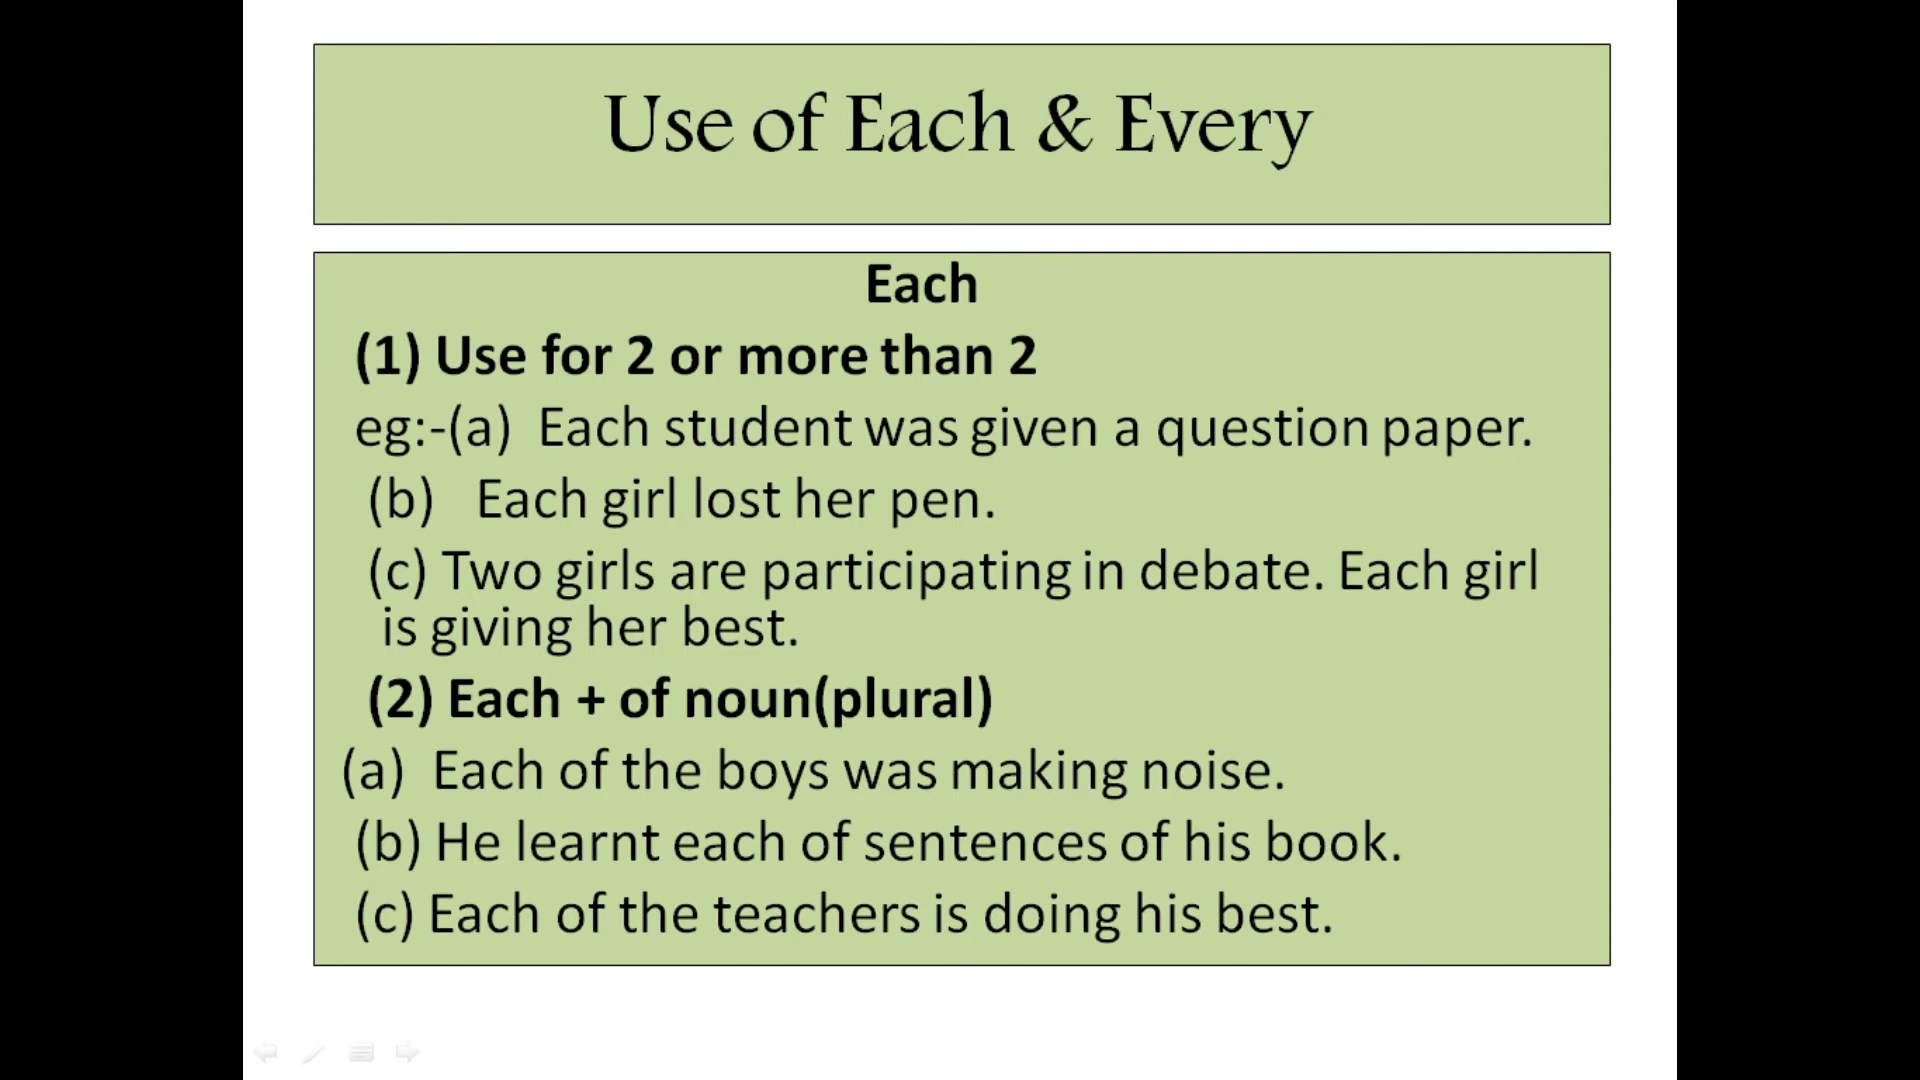 Use of Each & Every
Each
(1) Use for 2 or more than 2
eg:-(a) Each student was given a question paper.
(b) Each girl lost her pen.
(c) Two girls are participating in debate. Each girl
is giving her best.
(2) Each + of noun(plural)
(a) Each of the boys was making noise.
(b) He learnt each of sentences of his book.
(c) Each of the teachers is doing his best.